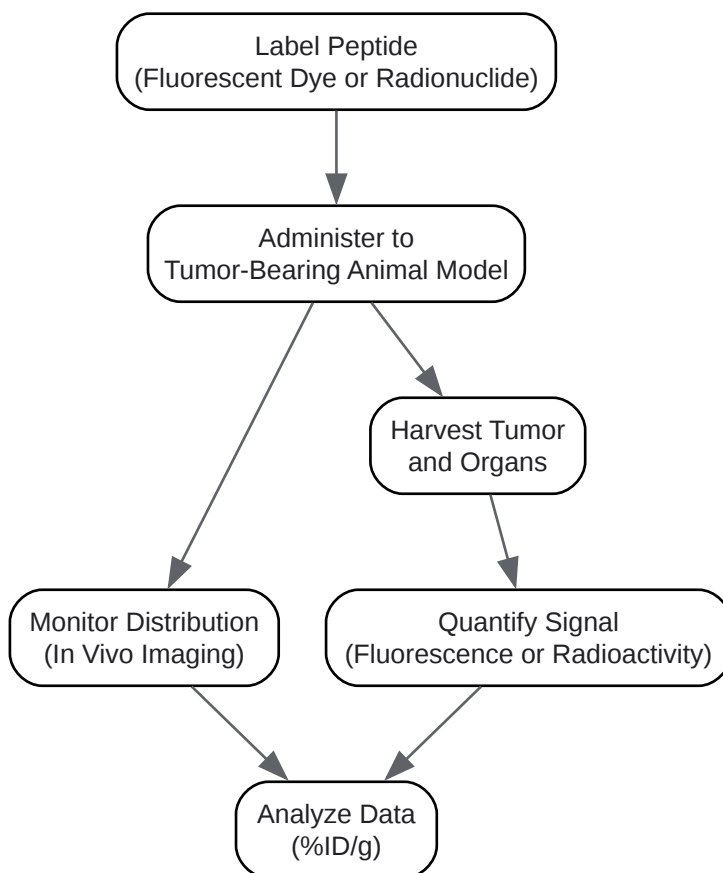 Label Peptide
(Fluorescent Dye or Radionuclide)
Administer to
Tumor-Bearing Animal Model
Harvest Tumor
and Organs
Monitor Distribution
(In Vivo Imaging)
Quantify Signal
(Fluorescence or Radioactivity)
Analyze Data
(%ID/g)